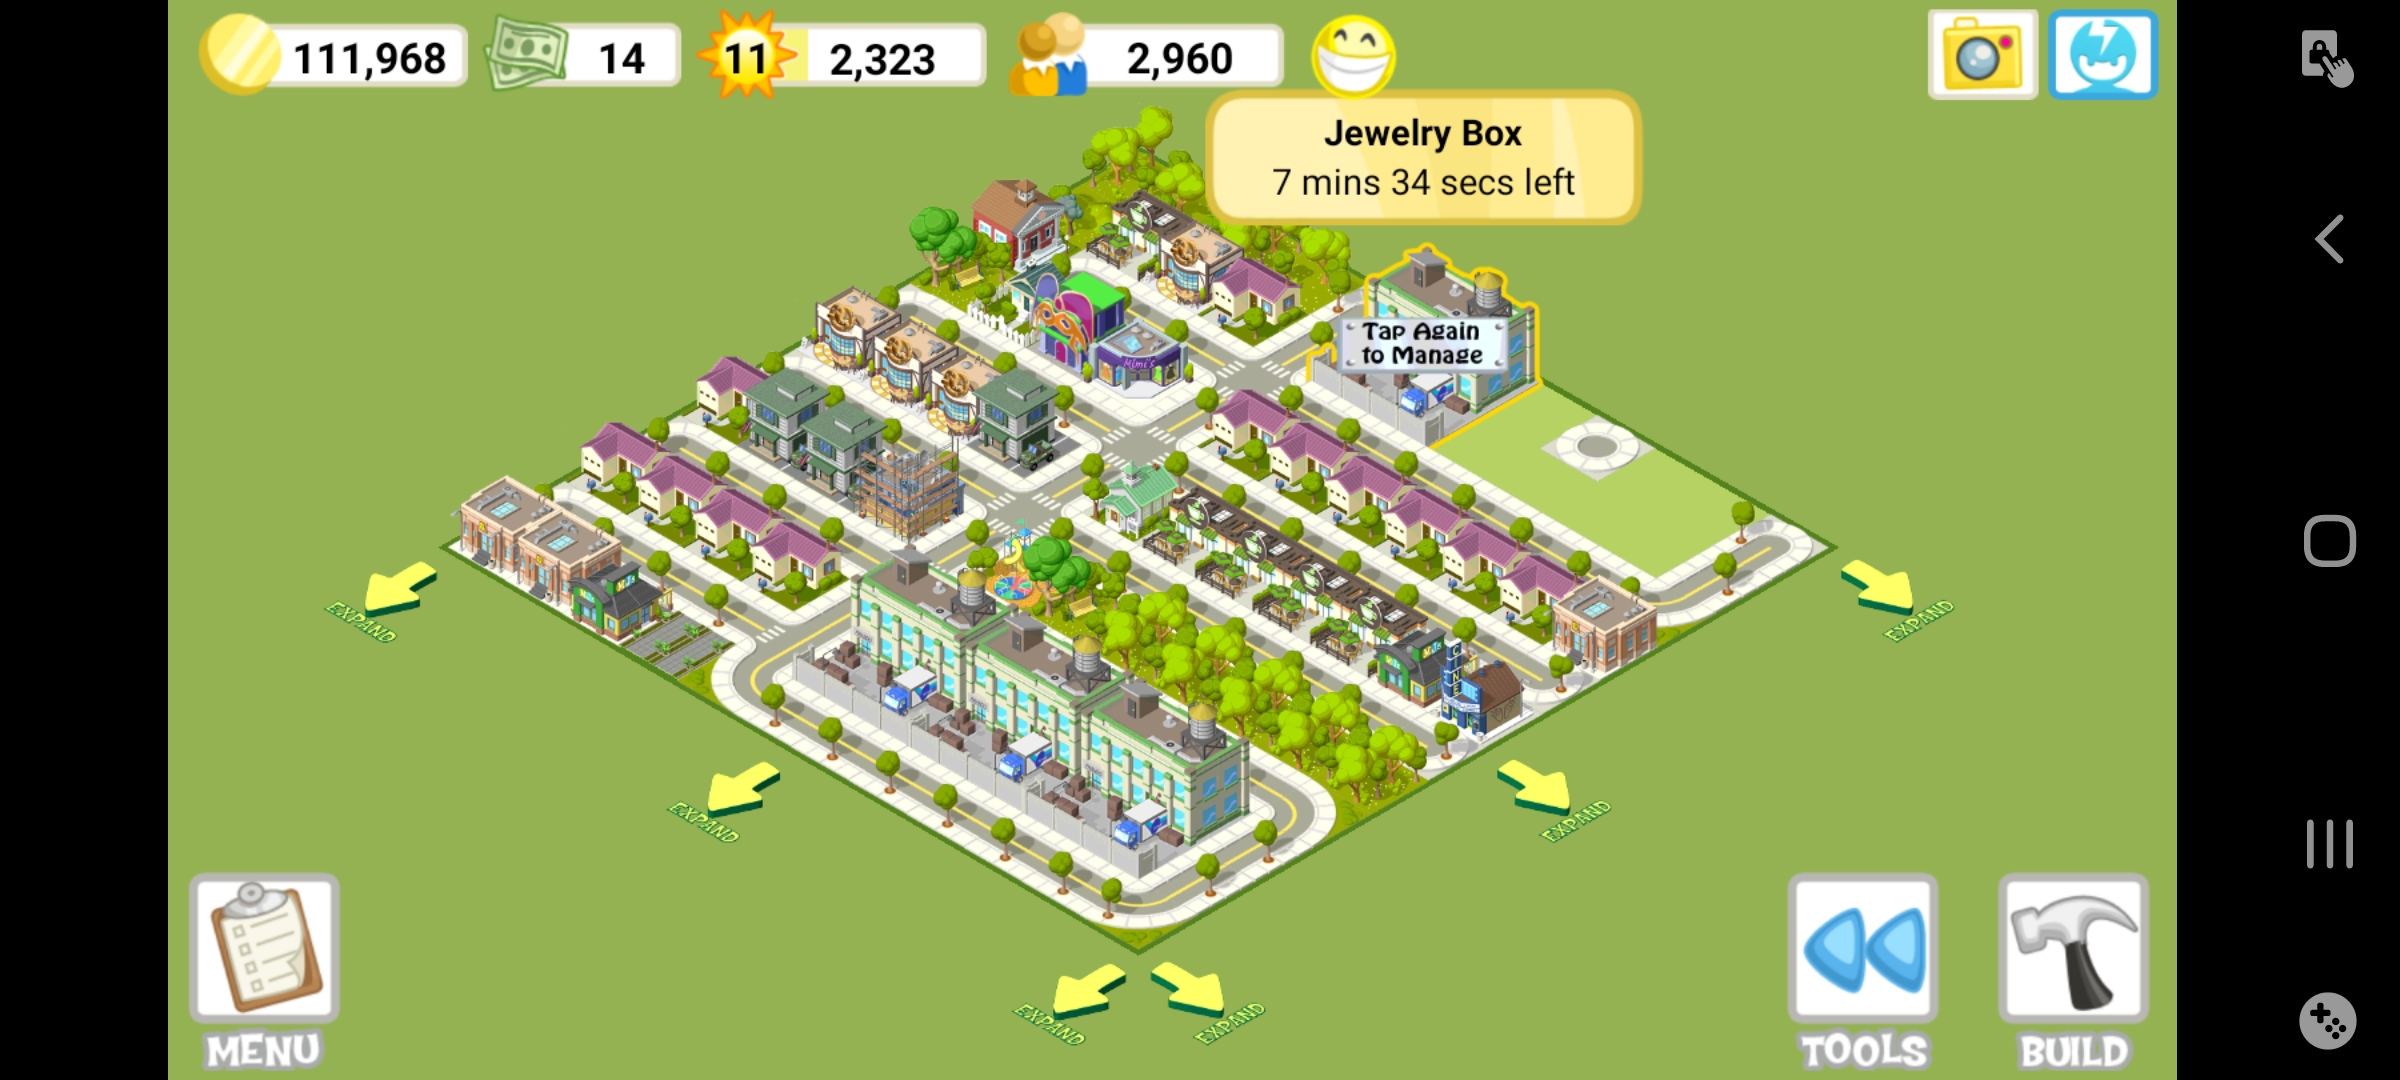 111,968
14
11
2,323
2,960
Jewelry Box
7 mins 34 secs left
Tap Again
to Manage
Mimi's
EXPAND
EXPAND
EXPAND
EXPAND
EXPAND
EXPAND
MENU
TOOLS
BUILD